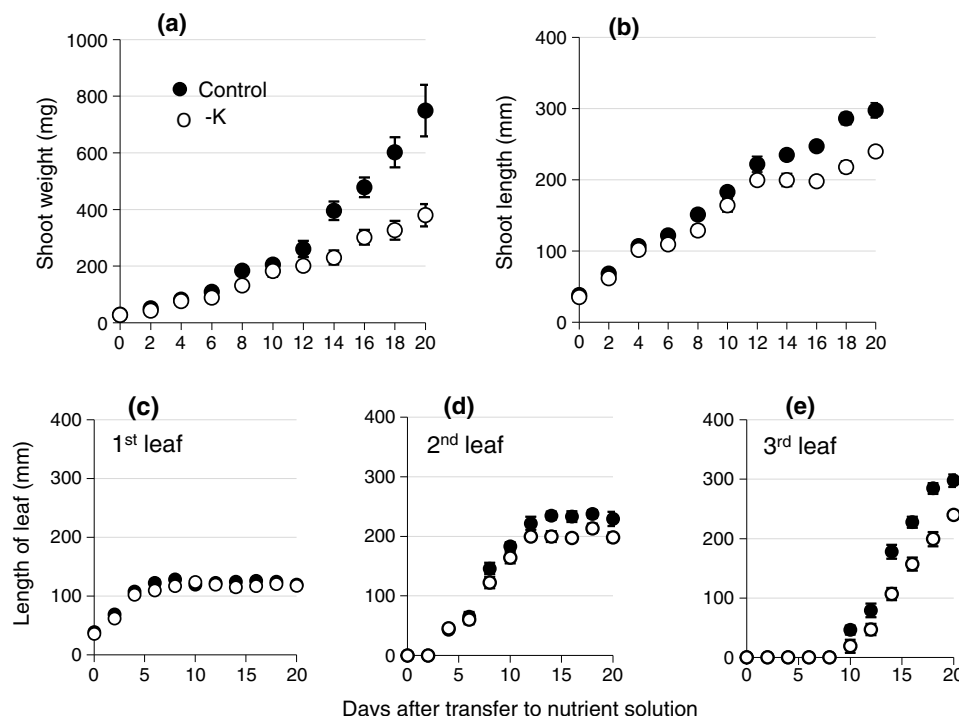 (a)
Shoot weight (mg)
1000
800
600
400
200
0
Control
-K
0 2 4 6 8 10 12 14 16 18 20
(b)
Shoot length (mm)
400
300
200
100
0
0 2 4 6 8 10 12 14 16 18 20
(c)
Length of leaf (mm)
400
300
200
100
0
1st leaf
0 5 10 15 20
(d)
400
300
200
100
0
2nd leaf
0 5 10 15 20
(e)
400
300
200
100
0
3rd leaf
0 5 10 15 20
Days after transfer to nutrient solution